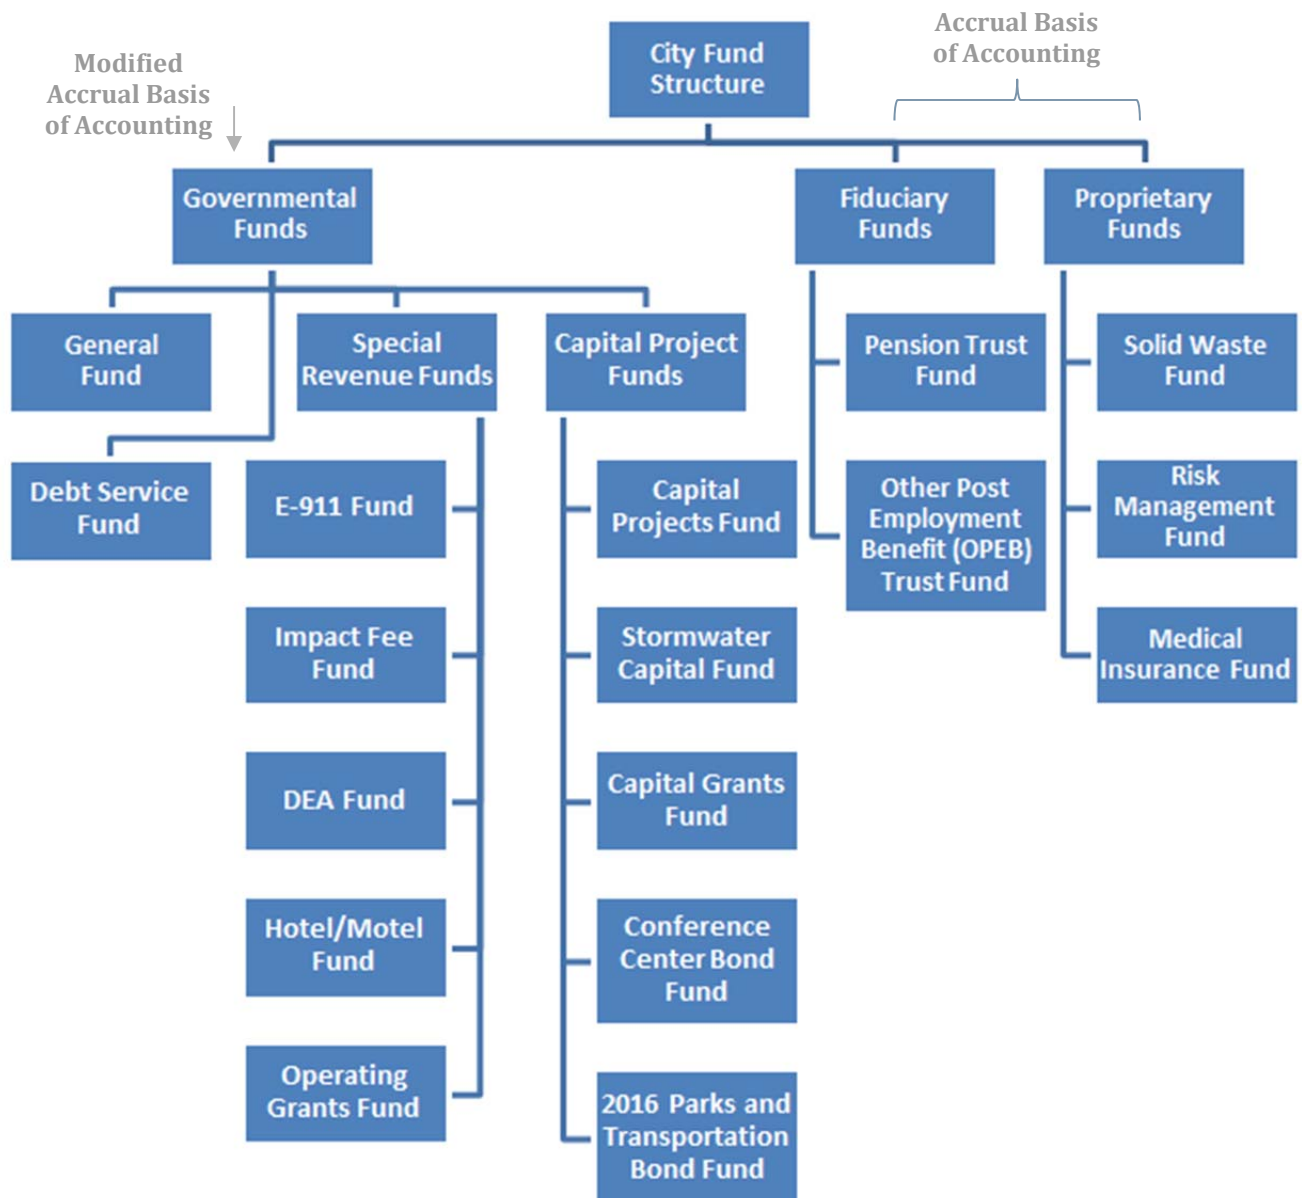 Accrual Basis
of Accounting
Modified
Accrual Basis
of Accounting
City Fund
Structure
Governmental
Funds
Fiduciary
Funds
Proprietary
Funds
General
Fund
Special
Revenue Funds
Capital Project
Funds
Pension Trust
Fund
Solid Waste
Fund
Debt Service
Fund
E-911 Fund
Capital
Projects Fund
Other Post
Employment
Benefit (OPEB)
Trust Fund
Risk
Management
Fund
Impact Fee
Fund
Stormwater
Capital Fund
Medical
Insurance Fund
DEA Fund
Capital Grants
Fund
Hotel/Motel
Fund
Conference
Center Bond
Fund
Operating
Grants Fund
2016 Parks and
Transportation
Bond Fund